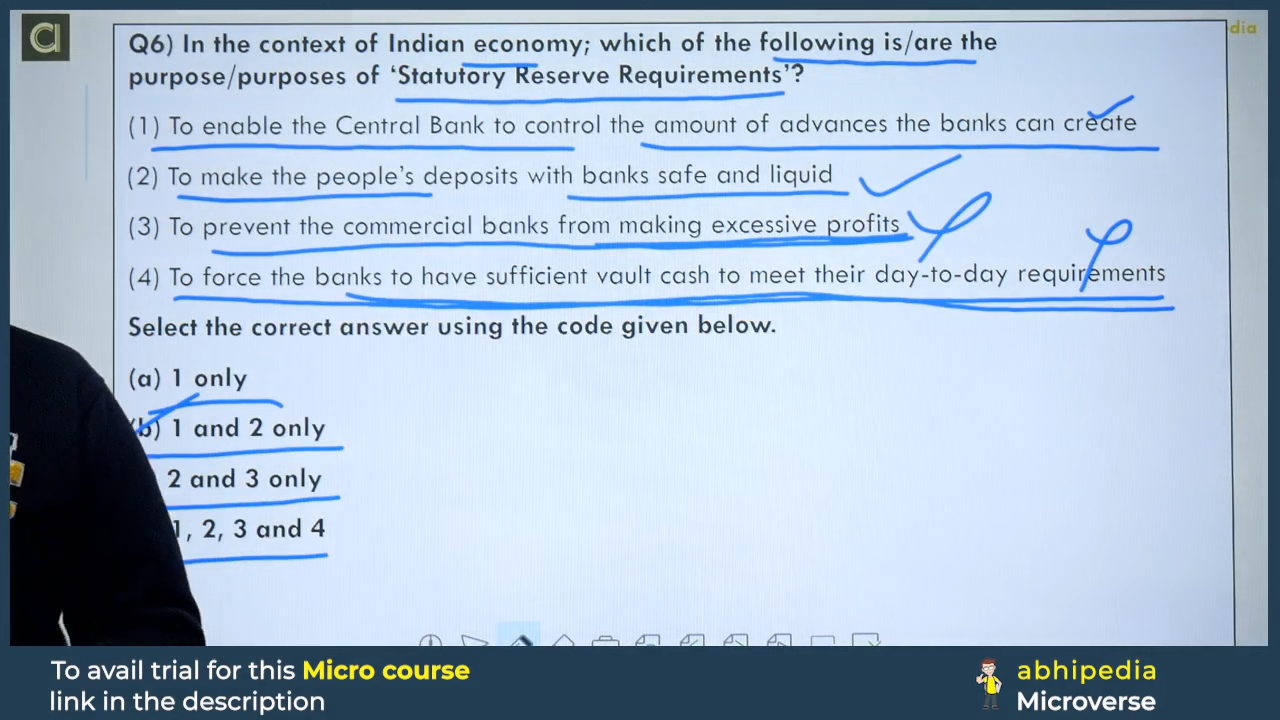 dia
Q6) In the context of Indian economy; which of the following is/are the
purpose/purposes of ‘Statutory Reserve Requirements’?
(1) To enable the Central Bank to control the amount of advances the banks can create
(2) To make the people’s deposits with banks safe and liquid
(3) To prevent the commercial banks from making excessive profits
(4) To force the banks to have sufficient vault cash to meet their day-to-day requirements
Select the correct answer using the code given below.
(a) 1 only
(b) 1 and 2 only
2 and 3 only
1, 2, 3 and 4
To avail trial for this Micro course
link in the description
abhipedia
Microverse